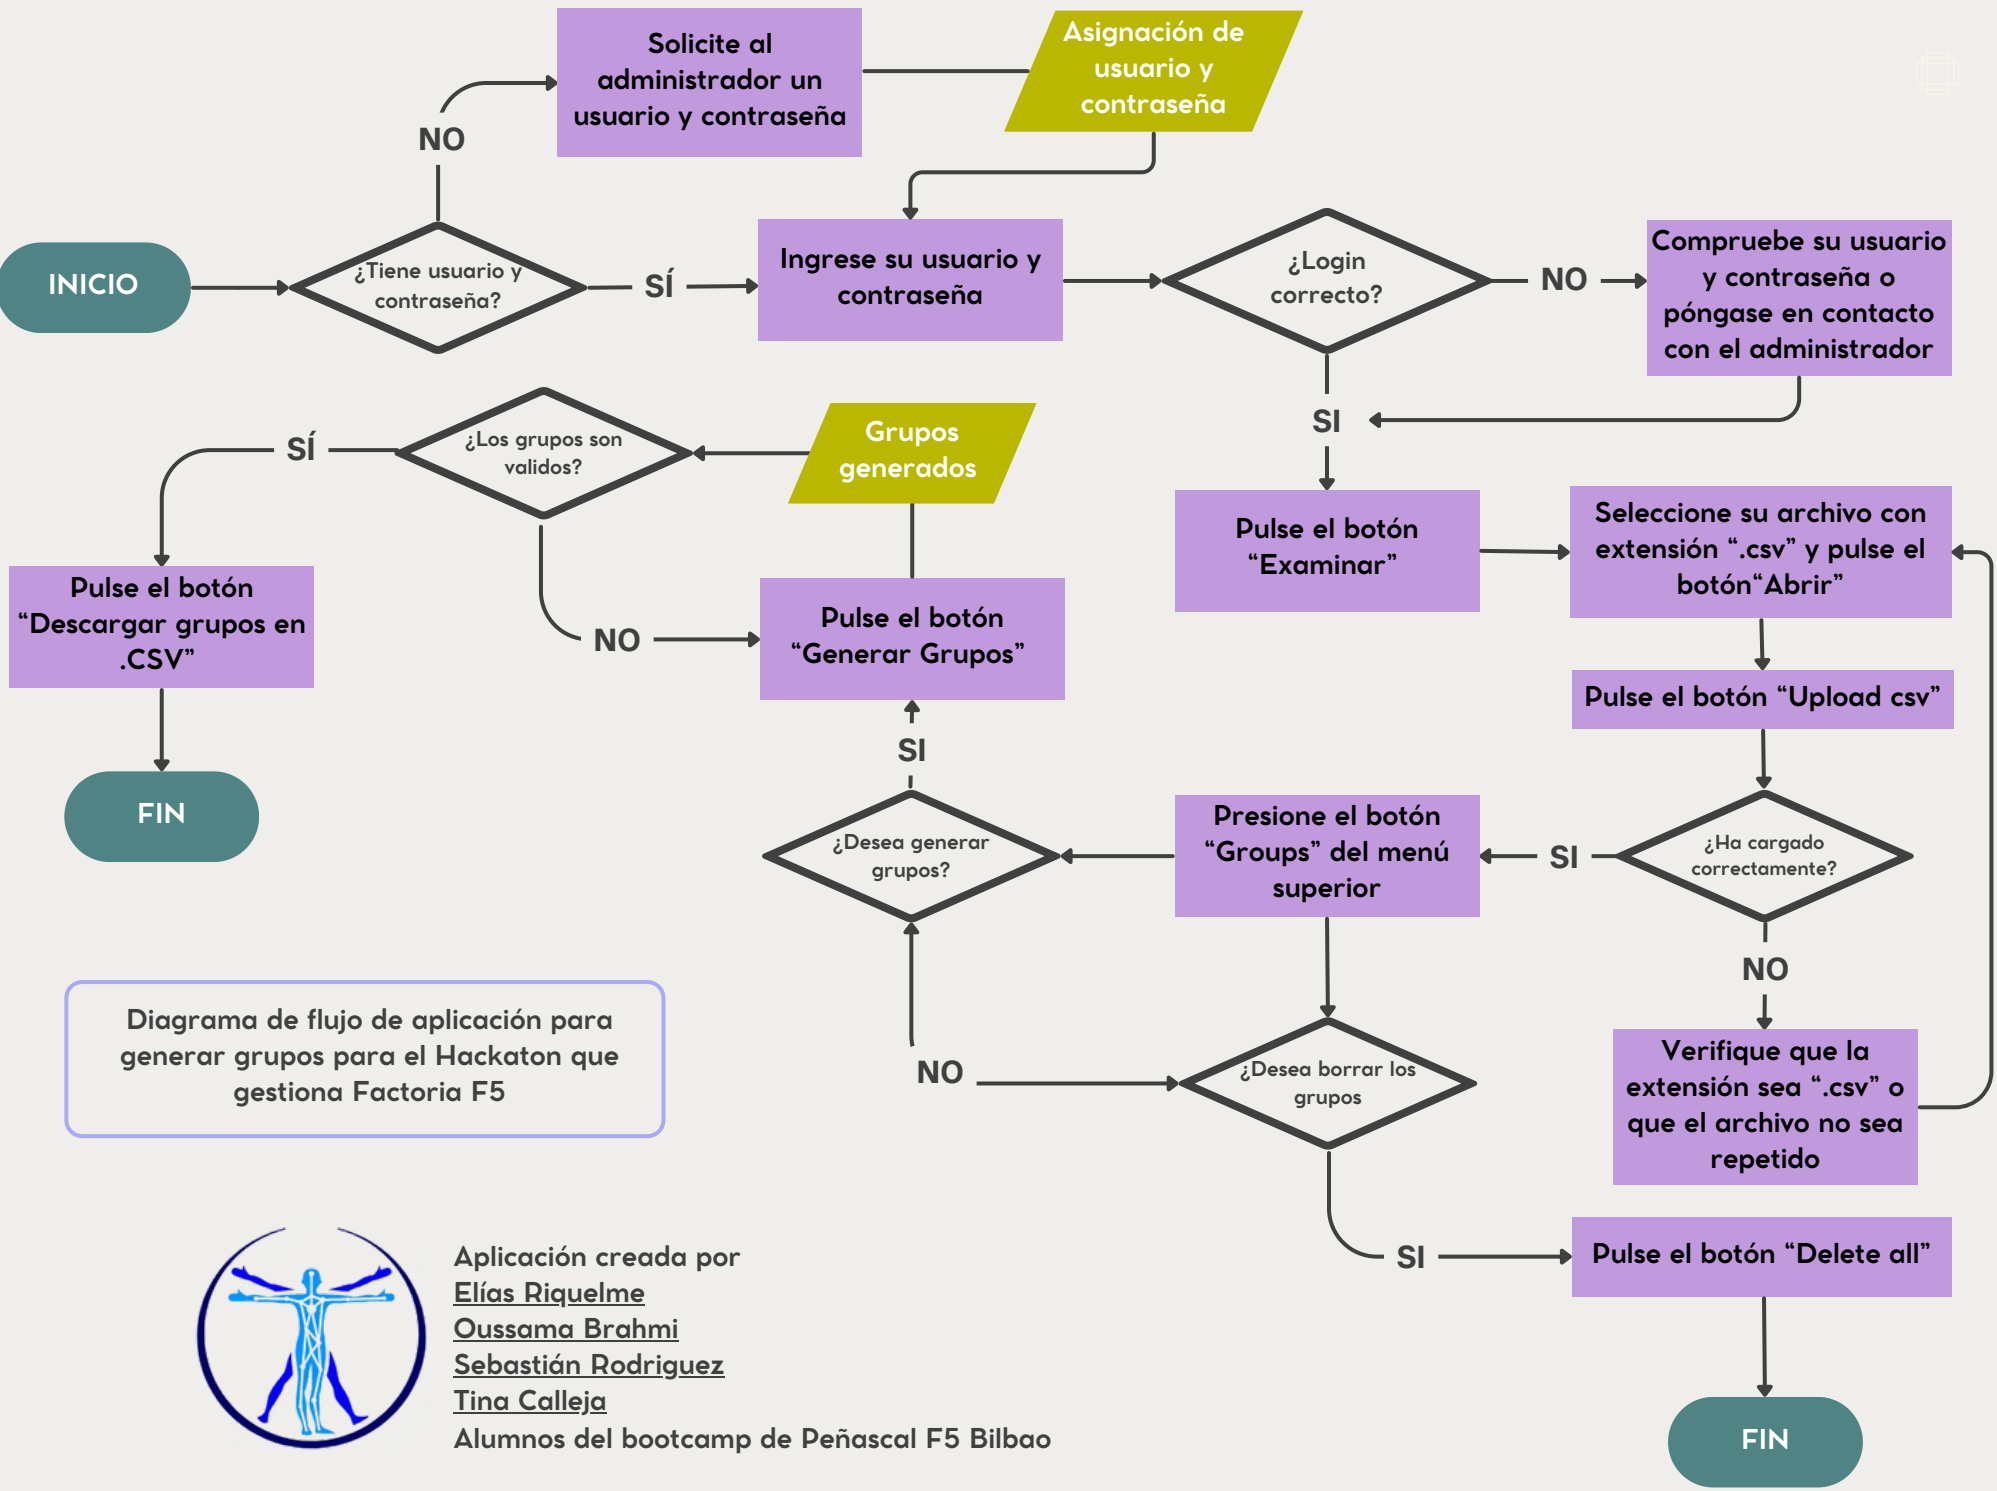 Solicite al
administrador un
usuario y contraseña
Asignación de
usuario y
contraseña
NO
INICIO
¿Tiene usuario y
contraseña?
SÍ
Ingrese su usuario y
contraseña
¿Login
correcto?
NO
Compruebe su usuario
y contraseña o
póngase en contacto
con el administrador
SI
SÍ
¿Los grupos son
validos?
Grupos
generados
Pulse el botón
“Examinar”
Seleccione su archivo con
extensión “.csv” y pulse el
botón“Abrir”
Pulse el botón
“Descargar grupos en
.CSV”
NO
Pulse el botón
“Generar Grupos”
Pulse el botón “Upload csv”
SI
FIN
¿Desea generar
grupos?
Presione el botón
“Groups” del menú
superior
SI
¿Ha cargado
correctamente?
NO
Diagrama de flujo de aplicación para
generar grupos para el Hackaton que
gestiona Factoria F5
NO
¿Desea borrar los
grupos
Verifique que la
extensión sea “.csv” o
que el archivo no sea
repetido
SI
Pulse el botón “Delete all”
Aplicación creada por
Elías Riquelme
Oussama Brahmi
Sebastián Rodriguez
Tina Calleja
Alumnos del bootcamp de Peñascal F5 Bilbao
FIN